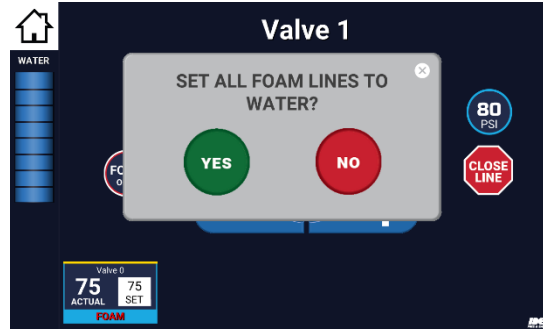 Valve 1
WATER
SET ALL FOAM LINES TO
WATER?
YES
NO
80
PSI
CLOSE
LINE
Valve 0
75
ACTUAL
75
SET
FOAM